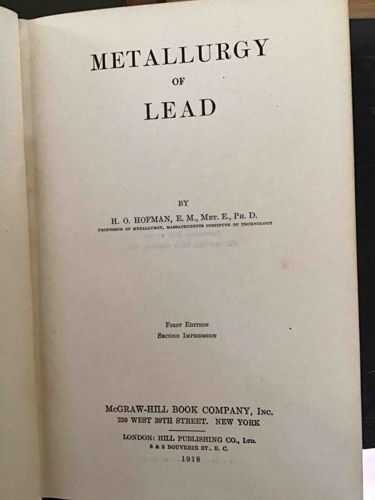 METALLURGY
OF
LEAD
BY
H. O. HOFMAN, E. M., MET. E., PH. D.
PROFESSOR OF METALLURGY, MASSACHUSETTS INSTITUTE OF TECHNOLOGY
FIRST EDITION
SECOND IMPRESSION
McGRAW-HILL BOOK COMPANY, INC.
239 WEST 39TH STREET. NEW YORK
LONDON: HILL PUBLISHING CO., LTD.
6 & 8 BOUVERIE ST., E. C.
1918